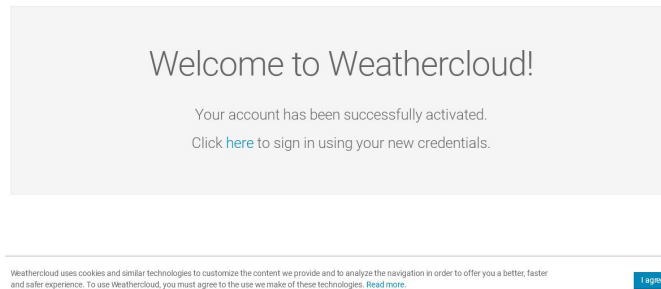 Welcome to Weathercloud!
Your account has been successfully activated.
Click here to sign in using your new credentials.
Weathercloud uses cookies and similar technologies to customize the content we provide and to analyze the navigation in order to offer you a better, faster
and safer experience. To use Weathercloud, you must agree to the use we make of these technologies. Read more.
I agree